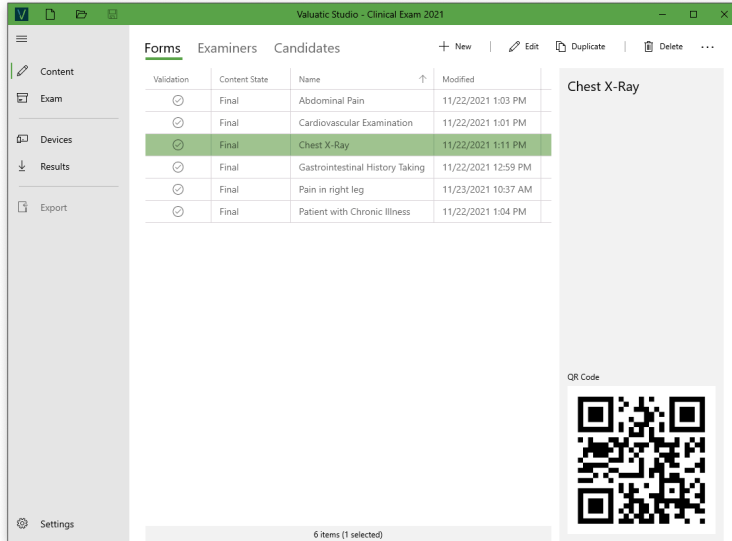 Valuatic Studio - Clinical Exam 2021
Forms Examiners Candidates
New Edit Duplicate Delete ...
Content
Exam
Devices
Results
Export
Settings
Validation Content State Name Modified
Final Abdominal Pain 11/22/2021 1:03 PM
Final Cardiovascular Examination 11/22/2021 1:01 PM
Final Chest X-Ray 11/22/2021 1:11 PM
Final Gastrointestinal History Taking 11/22/2021 12:59 PM
Final Pain in right leg 11/23/2021 10:37 AM
Final Patient with Chronic Illness 11/22/2021 1:04 PM
6 items (1 selected)
Chest X-Ray
QR Code